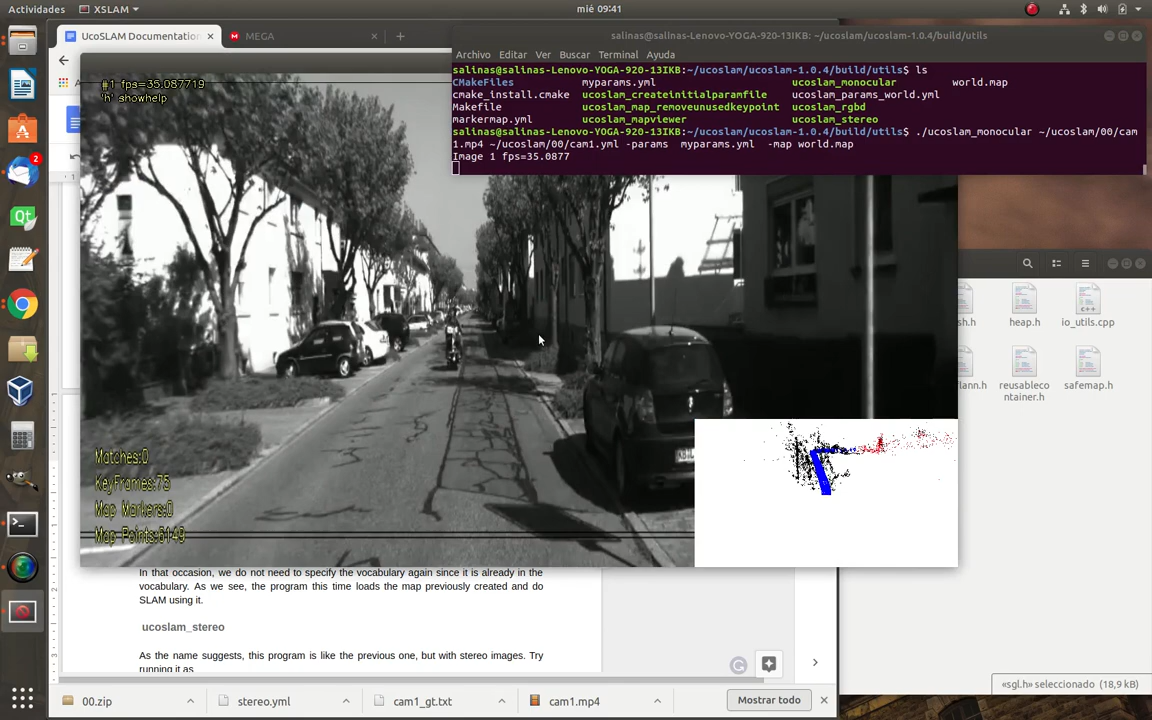 Actividades
XSLAM
mié 09:41
UcoSLAM Documentation
MEGA
salinas@salinas-Lenovo-YOGA-920-13IKB: ~/ucoslam/ucoslam-1.0.4/build/utils
Archivo Editar Ver Buscar Terminal Ayuda
salinas@salinas-Lenovo-YOGA-920-13IKB:~/ucoslam/ucoslam-1.0.4/build/utils$ ls
CMakeFiles myparams.yml ucoslam_monocular world.map
cmake_install.cmake ucoslam_createinitialparamfile ucoslam_params_world.yml
Makefile ucoslam_map_removeunusedkeypoint ucoslam_rgbd
markermap.yml ucoslam_mapviewer ucoslam_stereo
salinas@salinas-Lenovo-YOGA-920-13IKB:~/ucoslam/ucoslam-1.0.4/build/utils$ ./ucoslam_monocular ~/ucoslam/00/cam
1.mp4 ~/ucoslam/00/cam1.yml -params myparams.yml -map world.map
Image 1 fps=35.0877
#1 fps=35.087719
'h' showhelp
2
Matches:0
KeyFrames:75
Map Markers:0
Map Points:6149
sh.h
heap.h
io_utils.cpp
flann.h
reusablecontainer.h
safemap.h
In that occasion, we do not need to specify the vocabulary again since it is already in the
vocabulary. As we see, the program this time loads the map previously created and do
SLAM using it.
ucoslam_stereo
As the name suggests, this program is like the previous one, but with stereo images. Try
running it as
«sgl.h» seleccionado (18,9 kB)
00.zip
stereo.yml
cam1_gt.txt
cam1.mp4
Mostrar todo